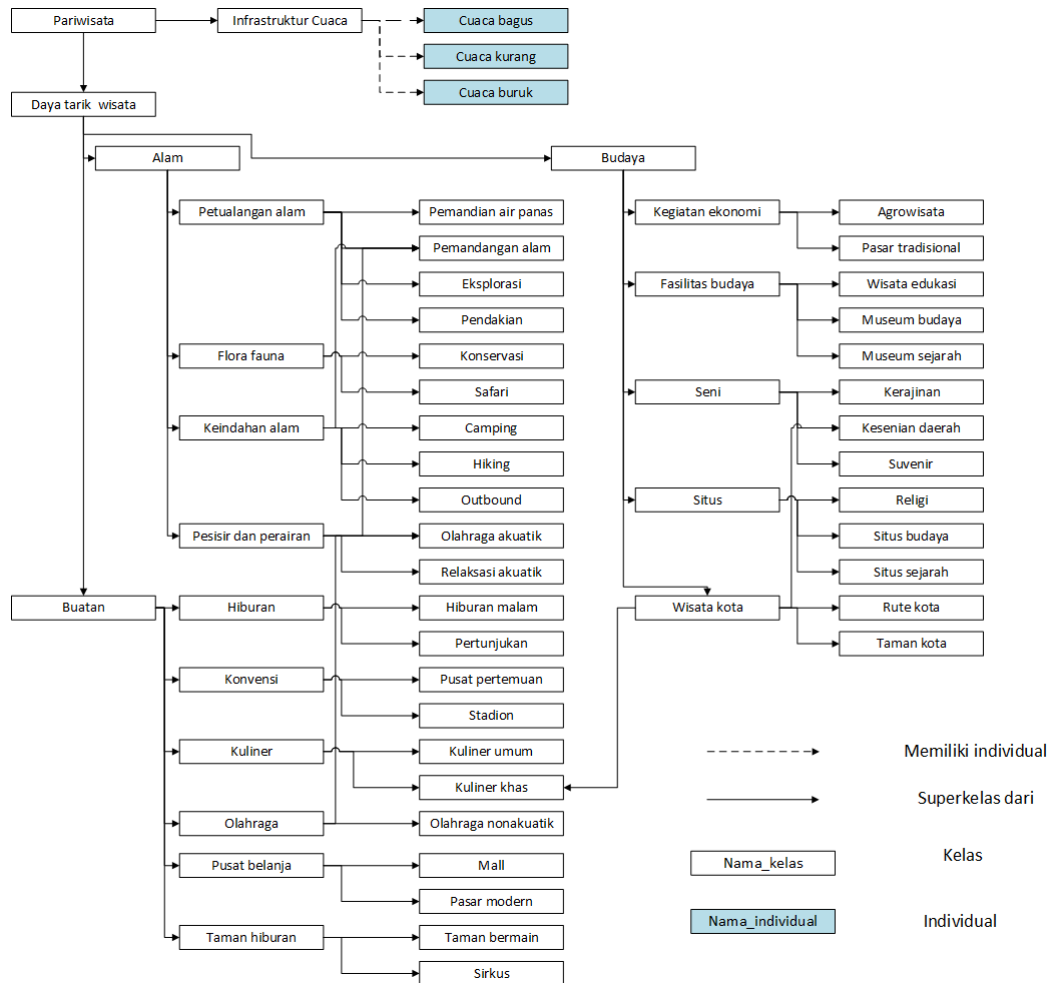 Pariwisata
Infrastruktur Cuaca
Cuaca bagus
Cuaca kurang
Cuaca buruk
Daya tarik wisata
Alam
Budaya
Petualangan alam
Pemandian air panas
Pemandangan alam
Eksplorasi
Pendakian
Flora fauna
Konservasi
Safari
Keindahan alam
Camping
Hiking
Outbound
Pesisir dan perairan
Olahraga akuatik
Relaksasi akuatik
Kegiatan ekonomi
Agrowisata
Pasar tradisional
Fasilitas budaya
Wisata edukasi
Museum budaya
Museum sejarah
Seni
Kerajinan
Kesenian daerah
Suvenir
Situs
Religi
Situs budaya
Situs sejarah
Wisata kota
Rute kota
Taman kota
Buatan
Hiburan
Hiburan malam
Pertunjukan
Konvensi
Pusat pertemuan
Stadion
Kuliner
Kuliner umum
Kuliner khas
Olahraga
Olahraga nonakuatik
Pusat belanja
Mall
Pasar modern
Taman hiburan
Taman bermain
Sirkus
Memiliki individual
Superkelas dari
Nama_kelas
Kelas
Nama_individual
Individual